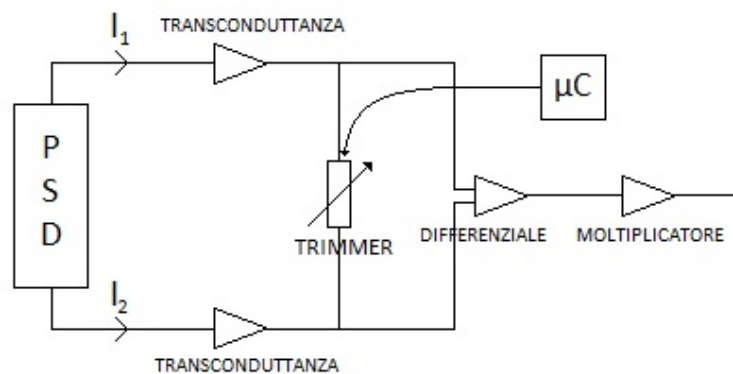 TRANSCONDUTTANZA
I1
μC
P
S
D
TRIMMER
DIFFERENZIALE
MOLTIPLICATORE
I2
TRANSCONDUTTANZA